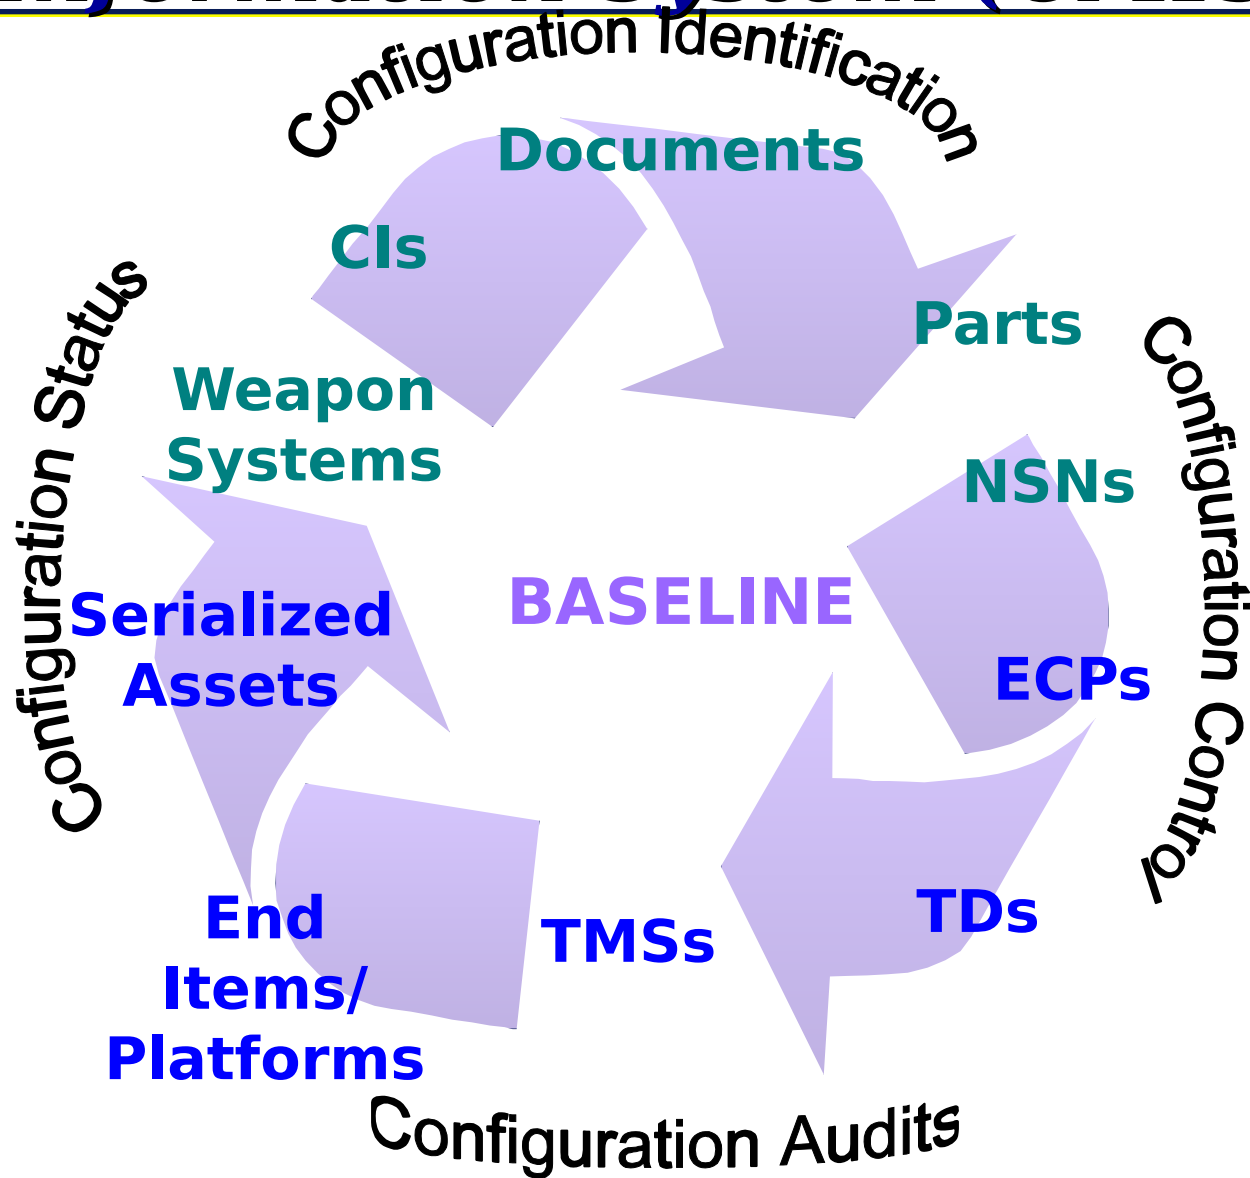 Configuration Identification
Documents
CIs
Parts
Configuration Status
Weapon
Systems
NSNs
Configuration Control
BASELINE
Serialized
Assets
ECPs
End
Items/
Platforms
TMSs
TDs
Configuration Audits